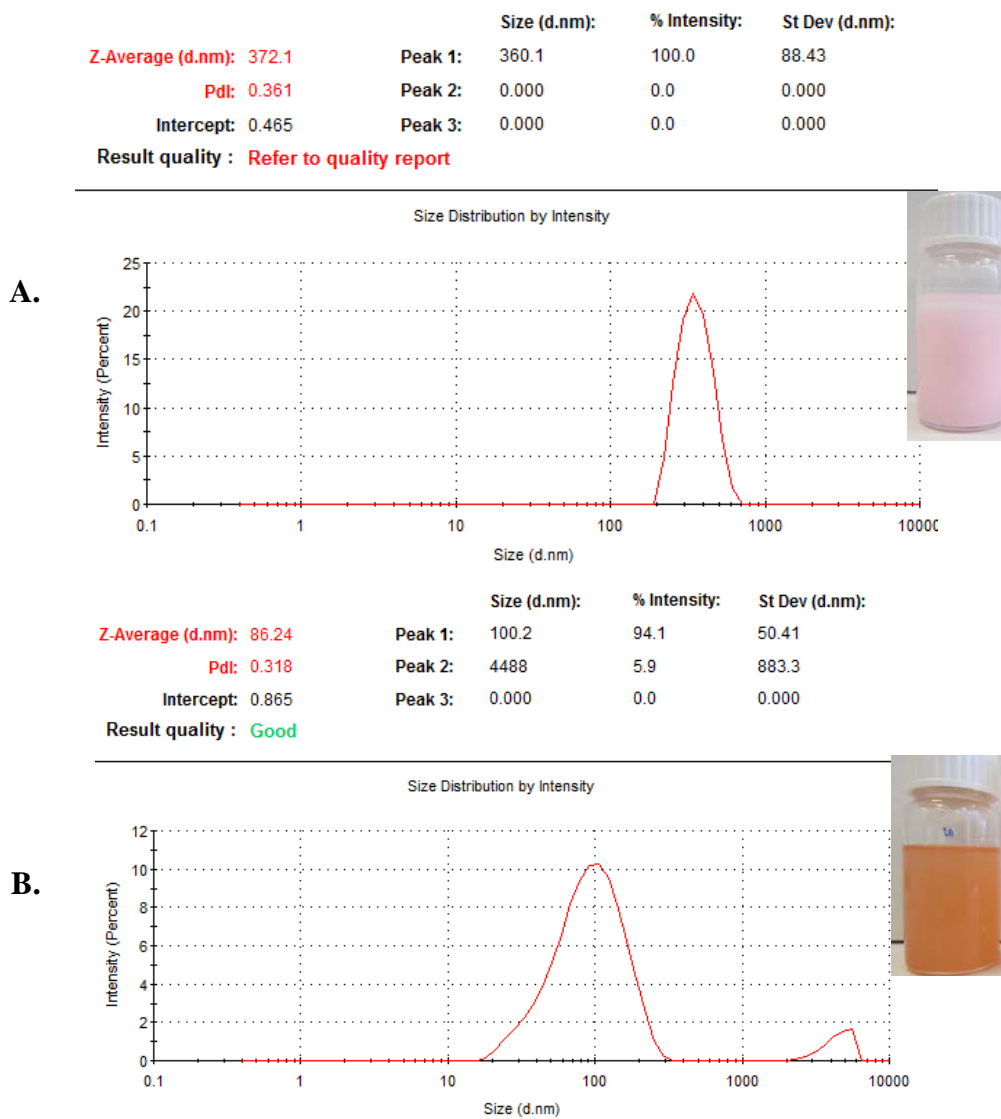 Size (d.nm): % Intensity: St Dev (d.nm):
Z-Average (d.nm): 372.1 Peak 1: 360.1 100.0 88.43
PdI: 0.361 Peak 2: 0.000 0.0 0.000
Intercept: 0.465 Peak 3: 0.000 0.0 0.000
Result quality : Refer to quality report
A.
Size Distribution by Intensity
Intensity (Percent)
25
20
15
10
5
0
0.1 1 10 100 1000 10000
Size (d.nm)
Size (d.nm): % Intensity: St Dev (d.nm):
Z-Average (d.nm): 86.24 Peak 1: 100.2 94.1 50.41
PdI: 0.318 Peak 2: 4488 5.9 883.3
Intercept: 0.865 Peak 3: 0.000 0.0 0.000
Result quality : Good
B.
Size Distribution by Intensity
Intensity (Percent)
12
10
8
6
4
2
0
0.1 1 10 100 1000 10000
Size (d.nm)